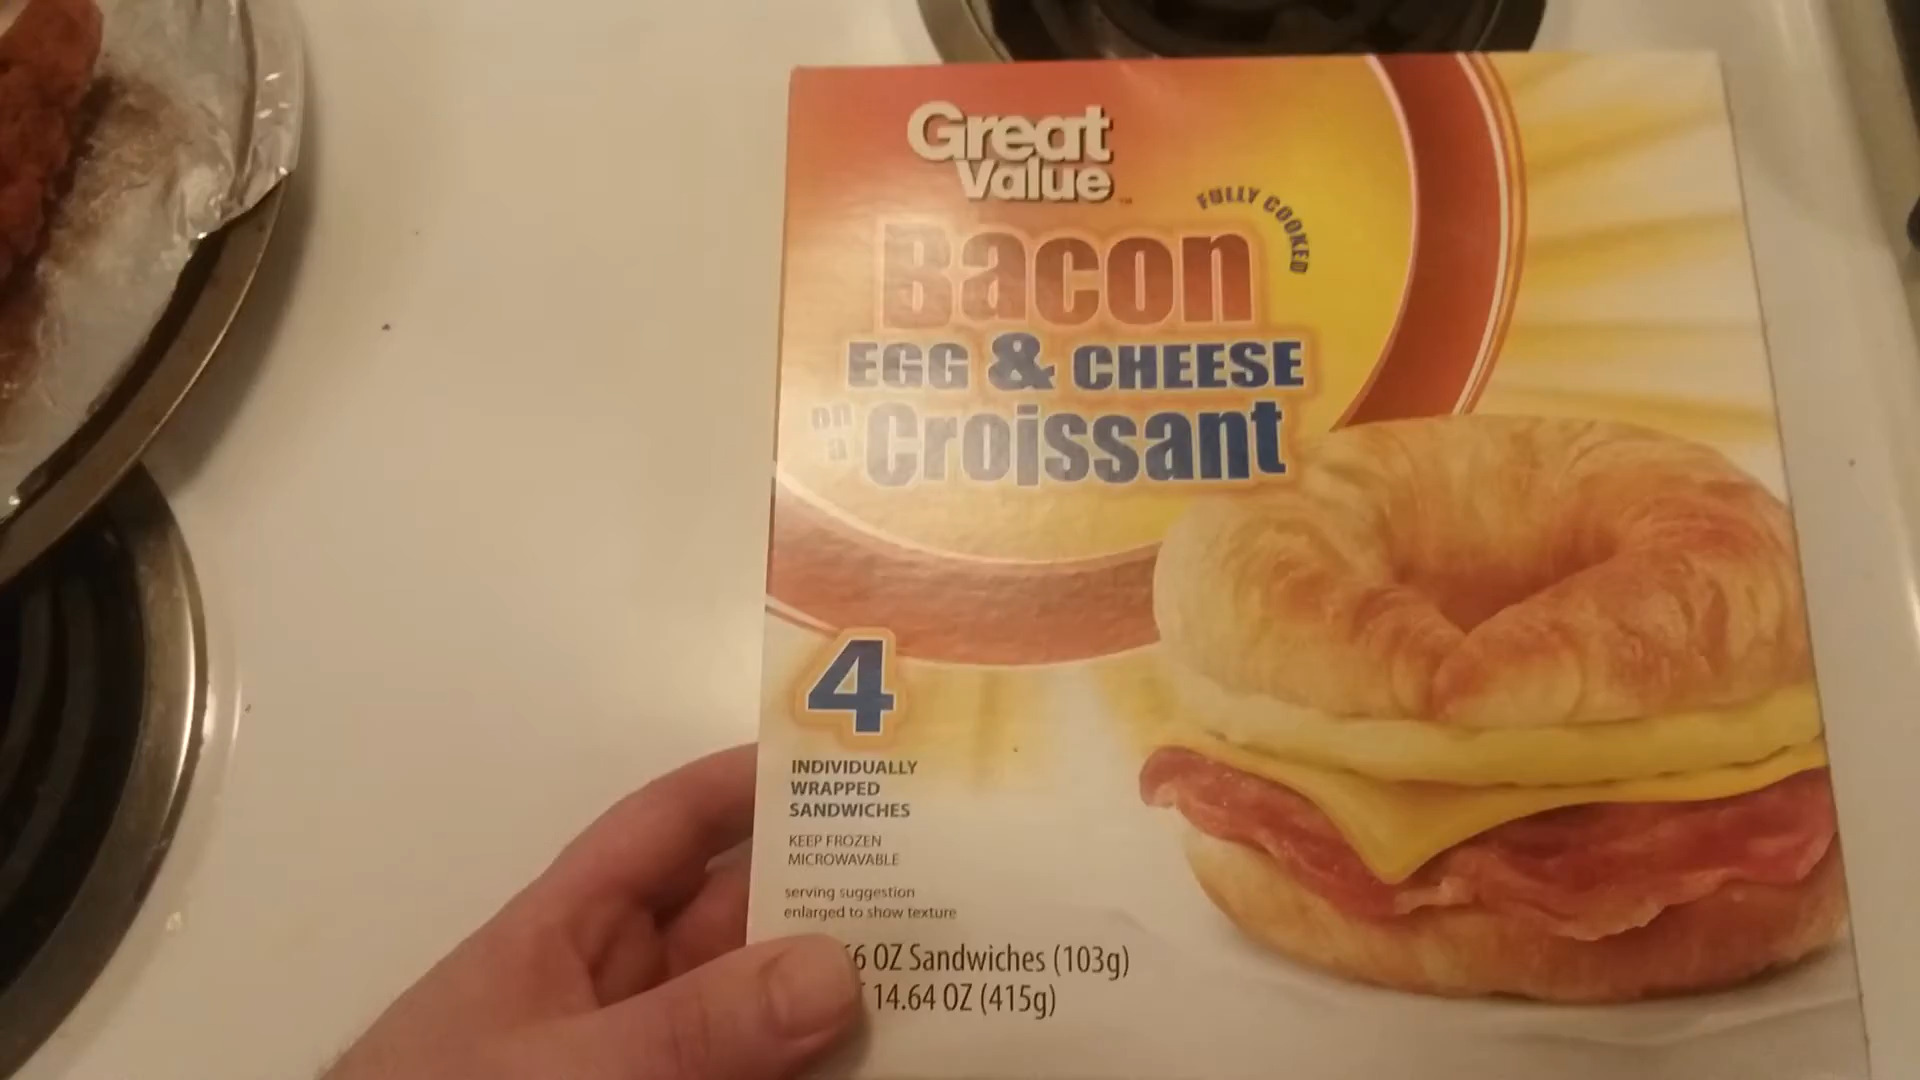 Great
Value
FULLY COOKED
Bacon
EGG & CHEESE
on a Croissant
4
INDIVIDUALLY
WRAPPED
SANDWICHES
KEEP FROZEN
MICROWAVABLE
serving suggestion
enlarged to show texture
66 OZ Sandwiches (103g)
14.64 OZ (415g)